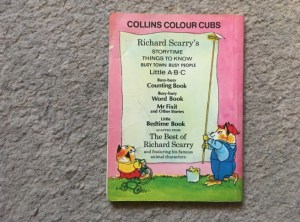 COLLINS COLOUR CUBS
Richard Scarry's
STORYTIME
THINGS TO KNOW
BUSY TOWN BUSY PEOPLE
Little A·B·C
Busy-busy
Counting Book
Busy-busy
Word Book
Mr Fixit
and Other Stories
Little
Bedtime Book
ADAPTED FROM
The Best of
Richard Scarry
and featuring his famous
animal characters